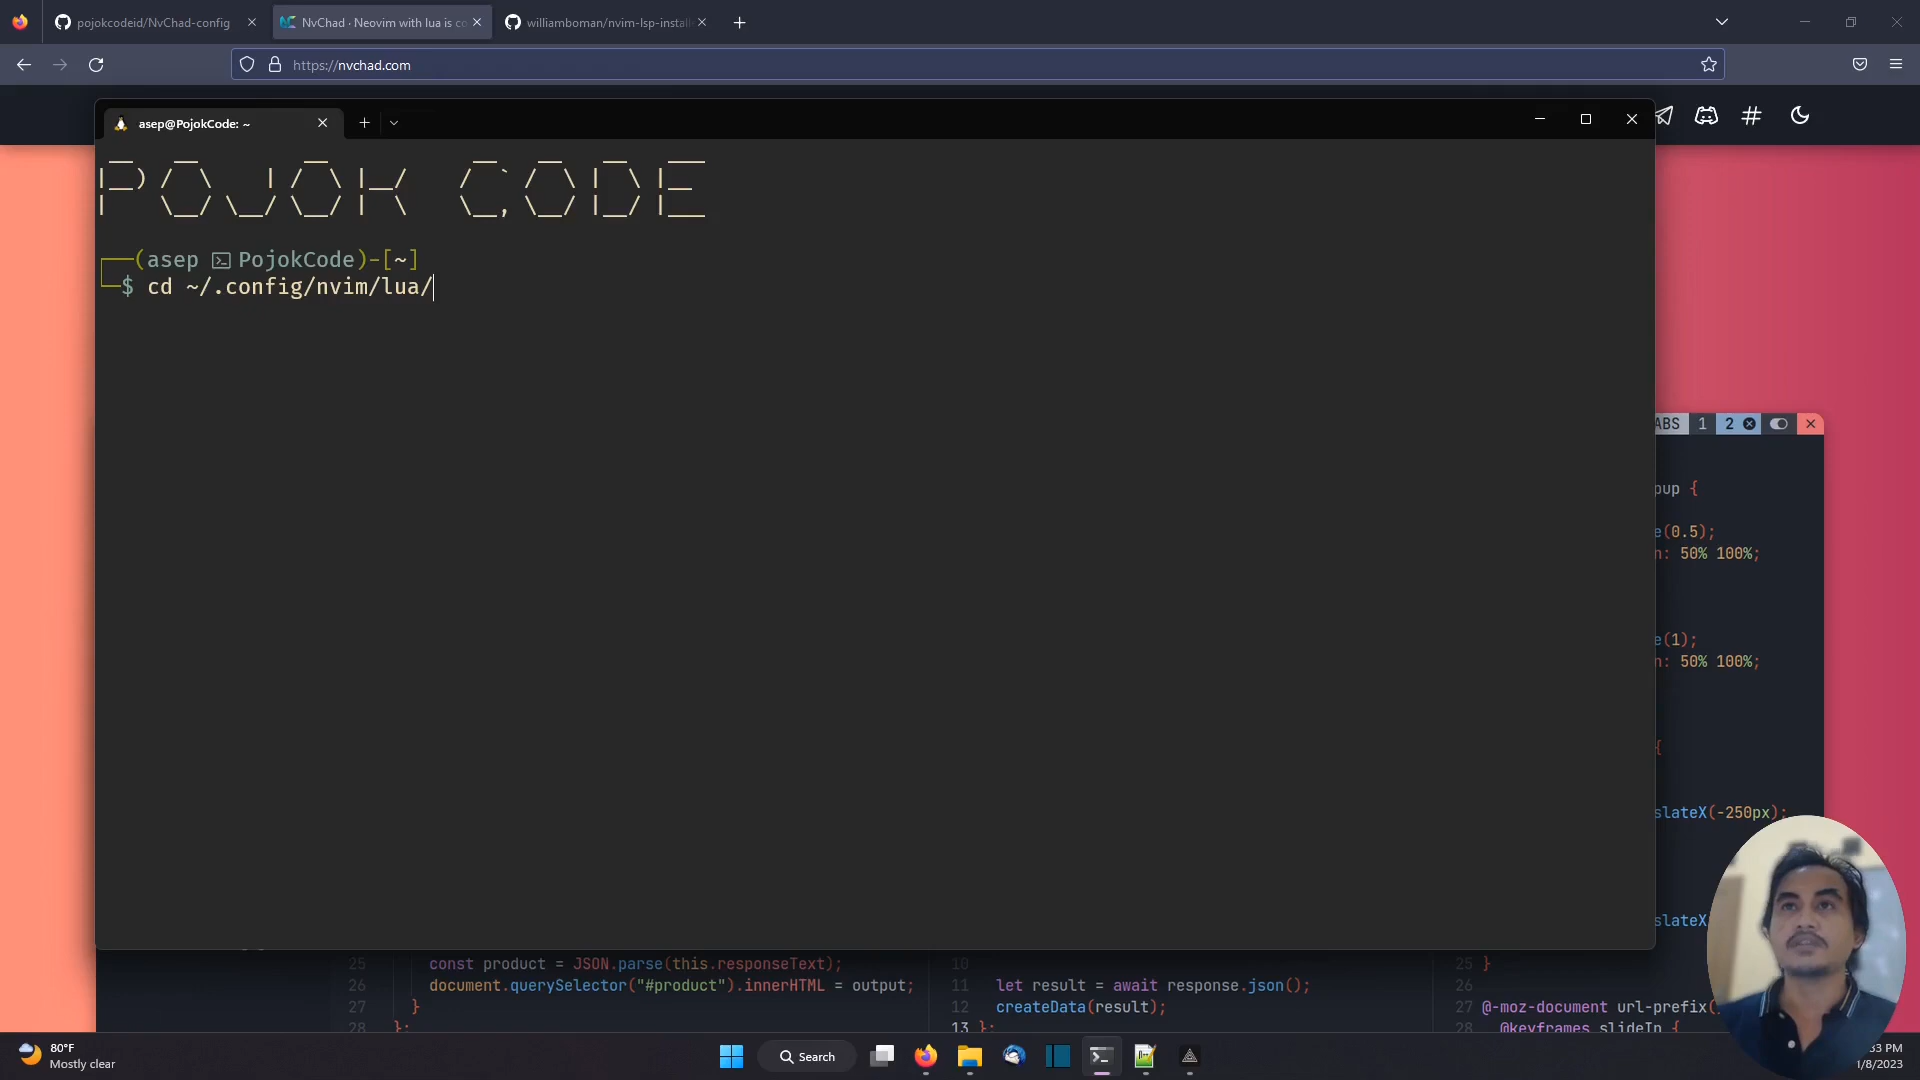 pojokcodeid/NvChad-config
NvChad · Neovim with lua is co
williamboman/nvim-lsp-install
https://nvchad.com
asep@PojokCode: ~
POJOK CODE
(asep PojokCode)-[~]
$ cd ~/.config/nvim/lua/
ABS 1 2
pup {
e(0.5);
n: 50% 100%;
e(1);
n: 50% 100%;
{
slateX(-250px);
slateX
25 const product = JSON.parse(this.responseText);
26 document.querySelector("#product").innerHTML = output;
27 }
28 };
10
11 let result = await response.json();
12 createData(result);
13 };
25 }
26
27 @-moz-document url-prefix(
28 @keyframes slideIn {
80°F
Mostly clear
Search
33 PM
1/8/2023